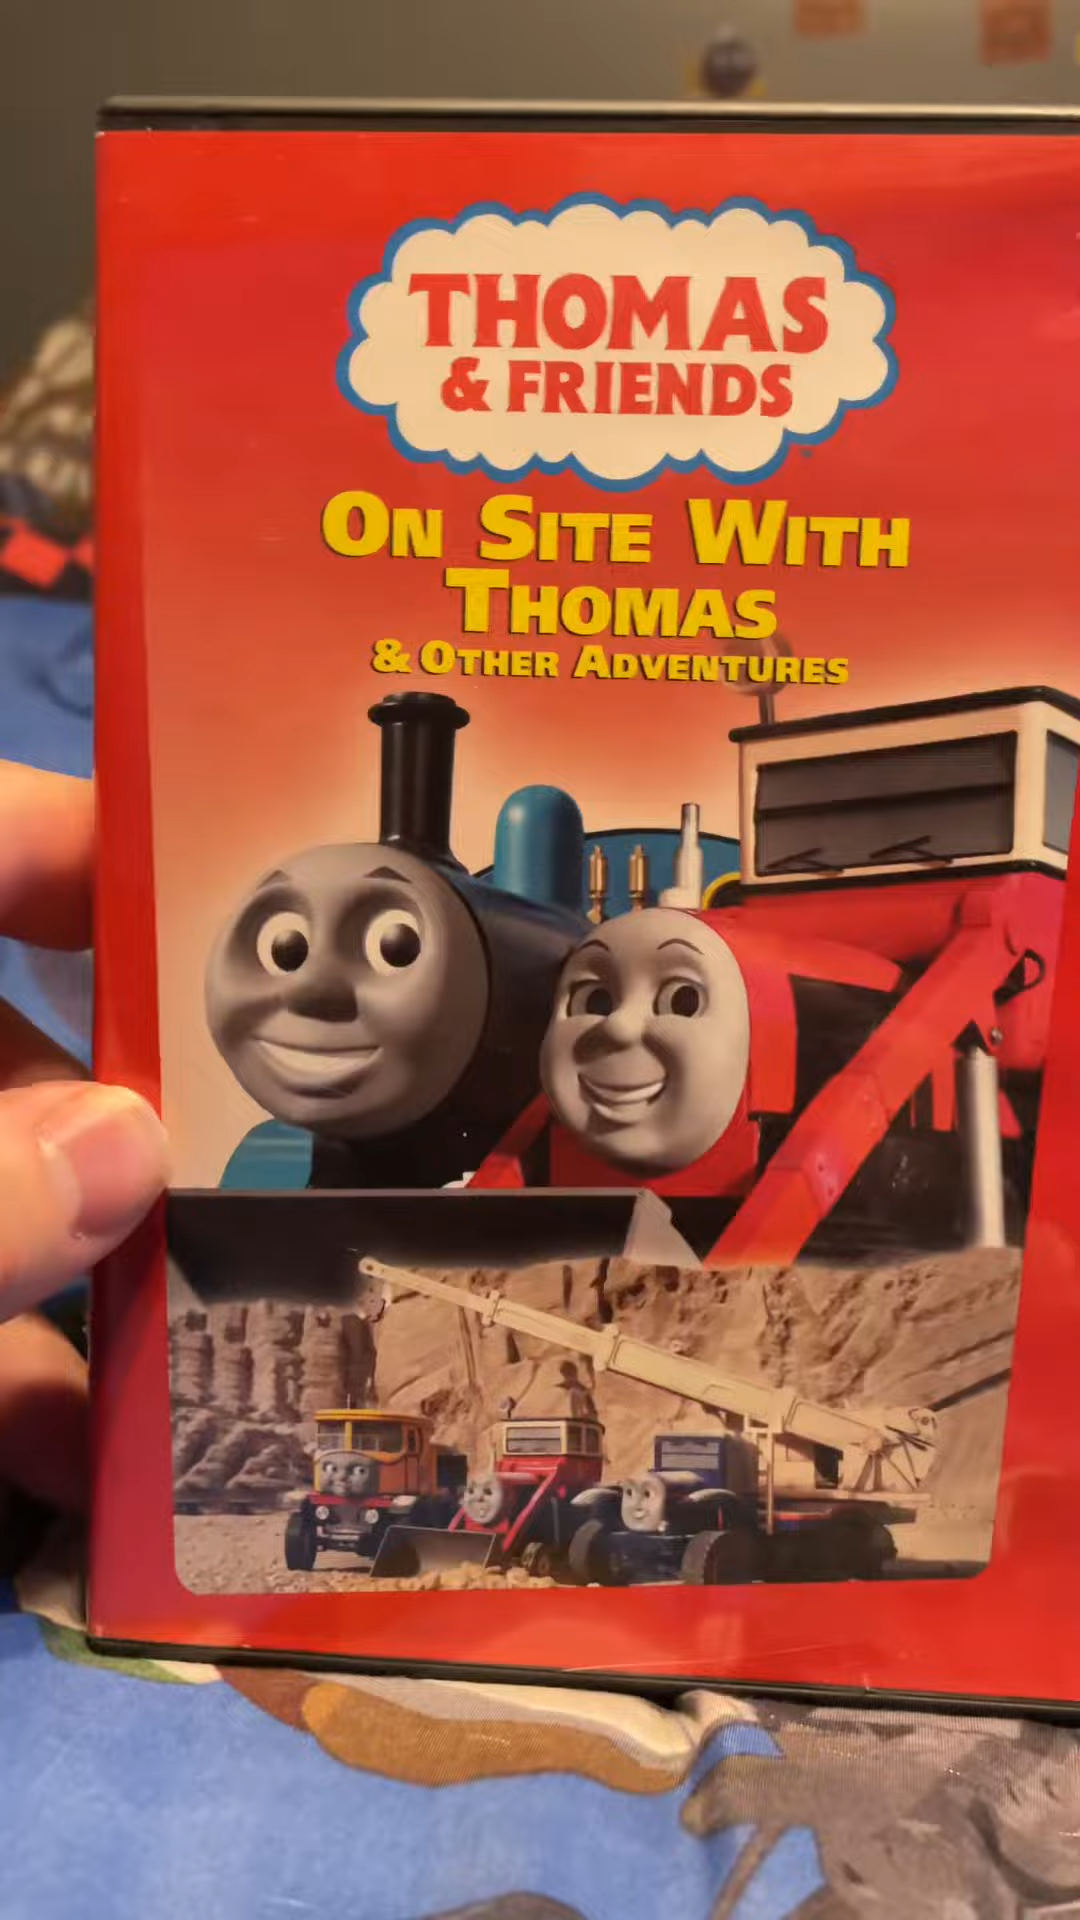 THOMAS
& FRIENDS
ON SITE WITH
THOMAS
& OTHER ADVENTURES